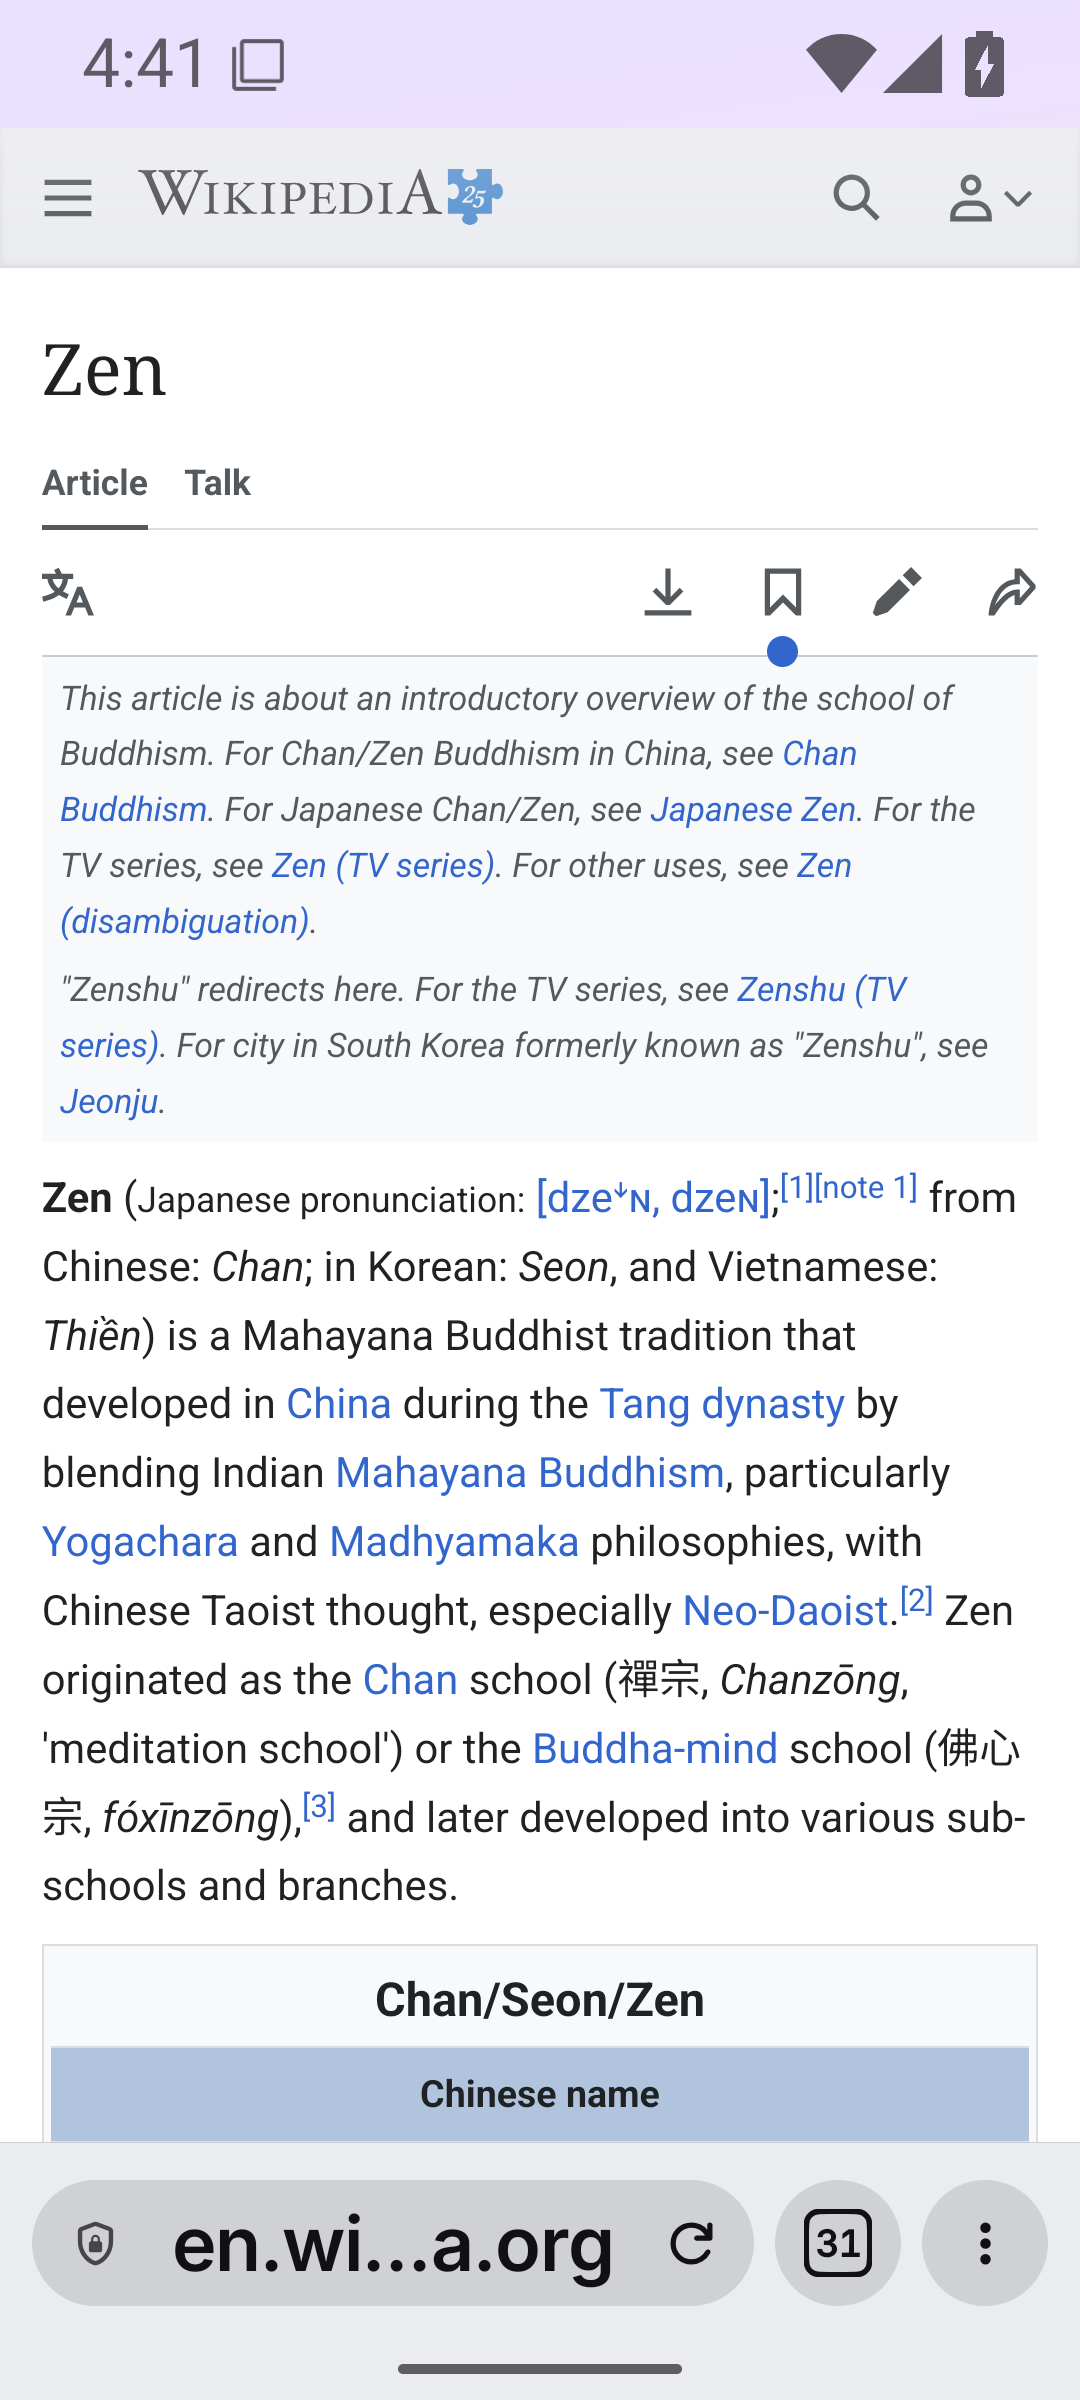 4:41
WIKIPEDIA 25
Zen
Article Talk
This article is about an introductory overview of the school of
Buddhism. For Chan/Zen Buddhism in China, see Chan
Buddhism. For Japanese Chan/Zen, see Japanese Zen. For the
TV series, see Zen (TV series). For other uses, see Zen
(disambiguation).
"Zenshu" redirects here. For the TV series, see Zenshu (TV
series). For city in South Korea formerly known as "Zenshu", see
Jeonju.
Zen (Japanese pronunciation: [dzeꜜɴ, dzeɴ];[1][note 1] from
Chinese: Chan; in Korean: Seon, and Vietnamese:
Thiền) is a Mahayana Buddhist tradition that
developed in China during the Tang dynasty by
blending Indian Mahayana Buddhism, particularly
Yogachara and Madhyamaka philosophies, with
Chinese Taoist thought, especially Neo-Daoist.[2] Zen
originated as the Chan school (禪宗, Chanzōng,
'meditation school') or the Buddha-mind school (佛心
宗, fóxīnzōng),[3] and later developed into various sub-
schools and branches.
Chan/Seon/Zen
Chinese name
en.wi...a.org 31